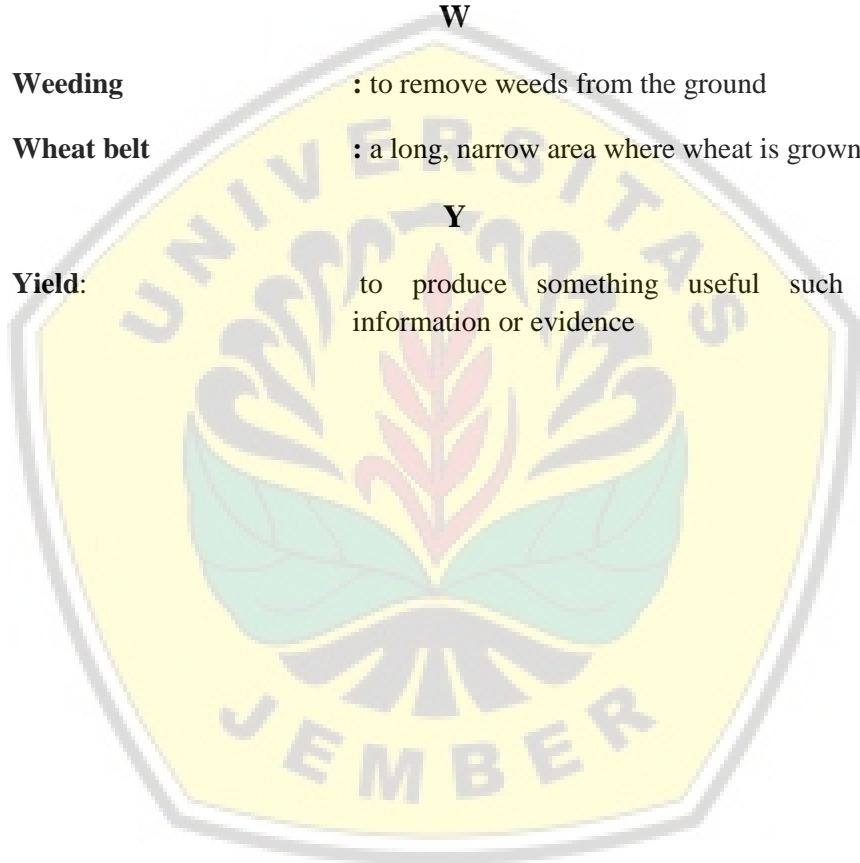 W
Weeding : to remove weeds from the ground
Wheat belt : a long, narrow area where wheat is grown
Y
Yield: to produce something useful such
information or evidence
UNIVERSITAS
JEMBER